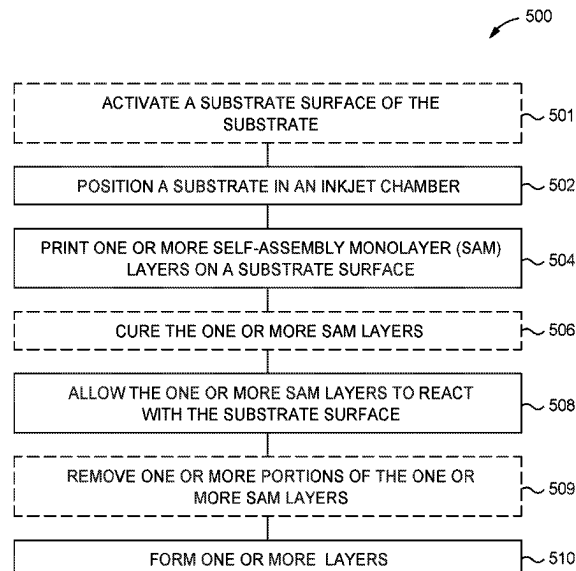 500
ACTIVATE A SUBSTRATE SURFACE OF THE
SUBSTRATE
501
POSITION A SUBSTRATE IN AN INKJET CHAMBER
502
PRINT ONE OR MORE SELF-ASSEMBLY MONOLAYER (SAM)
LAYERS ON A SUBSTRATE SURFACE
504
CURE THE ONE OR MORE SAM LAYERS
506
ALLOW THE ONE OR MORE SAM LAYERS TO REACT
WITH THE SUBSTRATE SURFACE
508
REMOVE ONE OR MORE PORTIONS OF THE ONE OR
MORE SAM LAYERS
509
FORM ONE OR MORE LAYERS
510